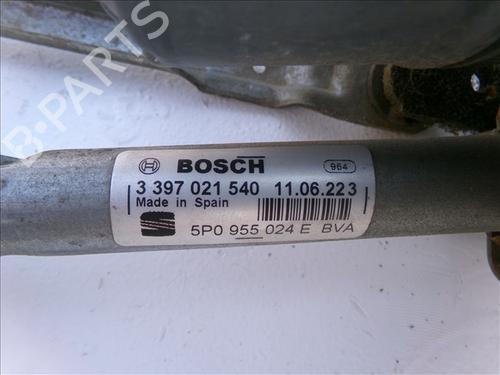 B-PARTS
BOSCH 964
3 397 021 540 11.06.223
Made in Spain
5P0 955 024 E BVA